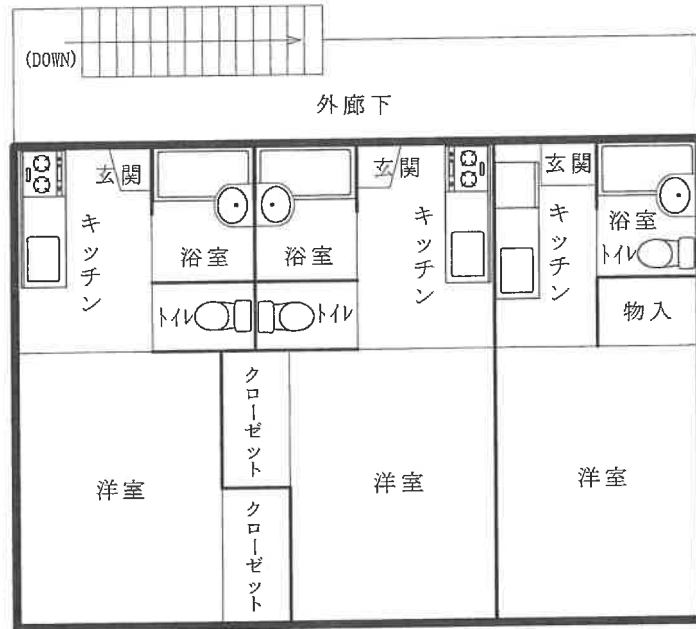 (DOWN)
外廊下
玄関
玄関
玄関
キッチン
浴室
浴室
キッチン
キッチン
浴室
トイレ
トイレ
トイレ
物入
クローゼット
洋室
洋室
洋室
クローゼット